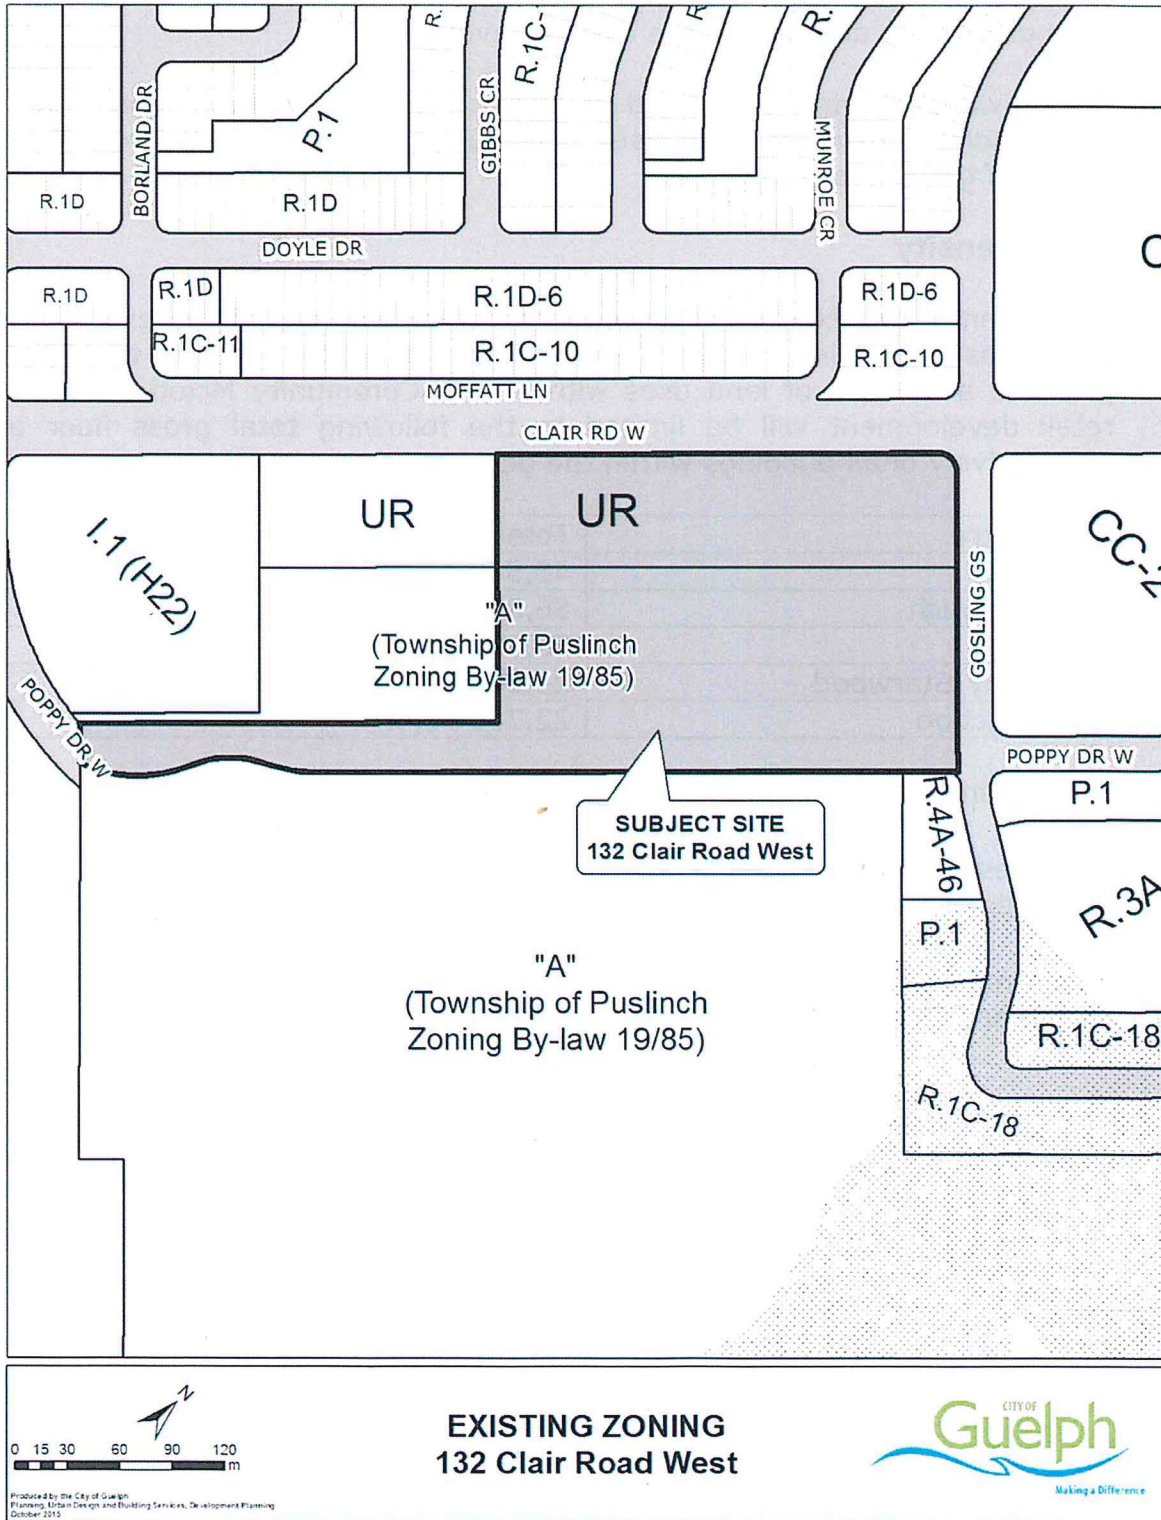 R.
R.1C-
R
R.
BORLAND DR
P.1
GIBBS CR
MUNROE CR
R.1D
R.1D
DOYLE DR
C
R.1D
R.1D
R.1D-6
R.1D-6
R.1C-11
R.1C-10
R.1C-10
MOFFATT LN
CLAIR RD W
UR
UR
I.1 (H22)
CC-2
GOSLING GS
"A"
(Township of Puslinch
Zoning By-law 19/85)
POPPY DR W
POPPY DR W
P.1
R.4A-46
SUBJECT SITE
132 Clair Road West
R.3A
P.1
"A"
(Township of Puslinch
Zoning By-law 19/85)
R.1C-18
R.1C-18
N
0 15 30 60 90 120
m
EXISTING ZONING
132 Clair Road West
CITY OF
Guelph
Making a Difference
Produced by the City of Guelph
Planning, Urban Design and Building Services, Development Planning
October 2015